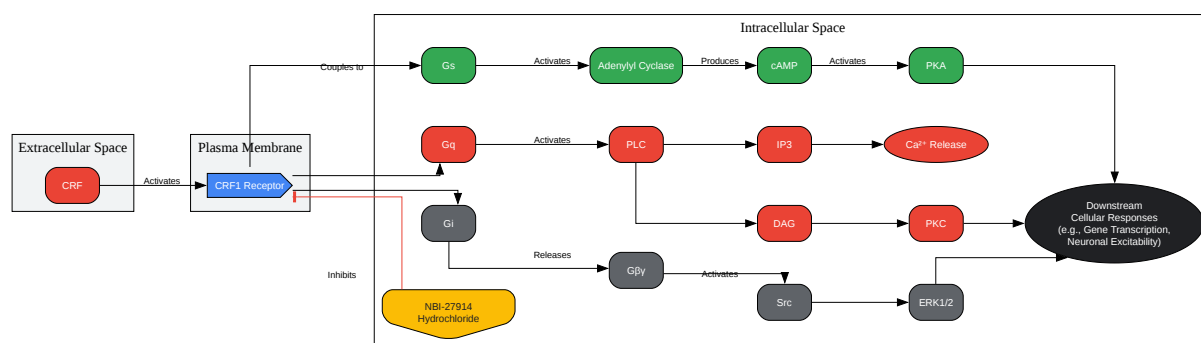 Intracellular Space
Couples to
Gs
Activates
Adenylyl Cyclase
Produces
cAMP
Activates
PKA
Extracellular Space
CRF
Activates
Plasma Membrane
CRF1 Receptor
Gq
Activates
PLC
IP3
Ca²⁺ Release
Gi
DAG
PKC
Downstream
Cellular Responses
(e.g., Gene Transcription,
Neuronal Excitability)
Releases
Gβγ
Activates
Src
ERK1/2
Inhibits
NBI-27914
Hydrochloride